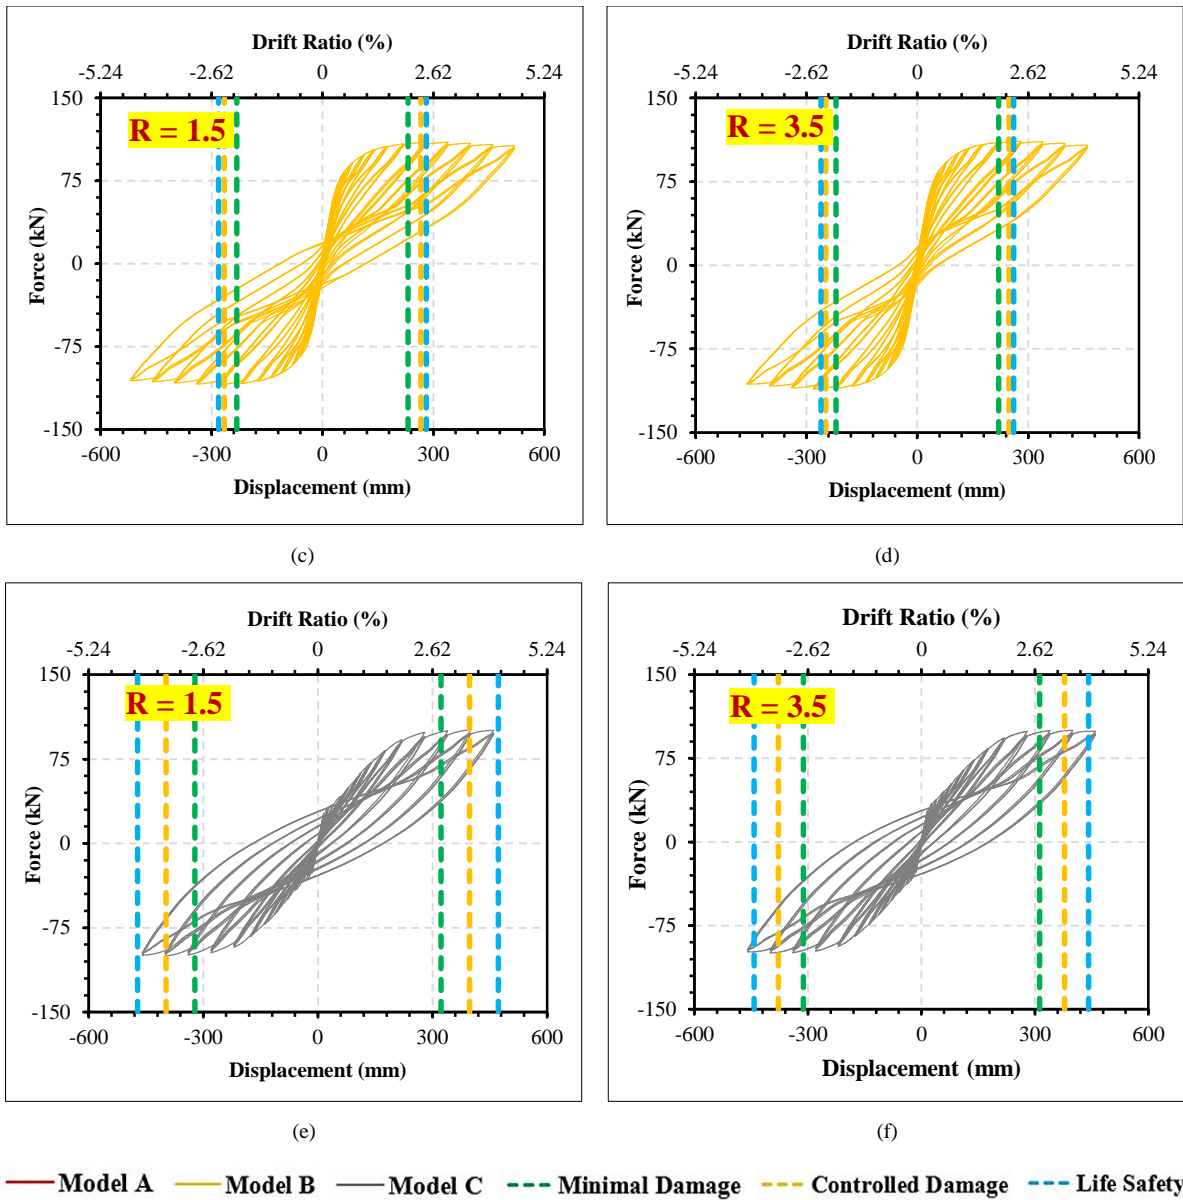 Drift Ratio (%)
-5.24 -2.62 0 2.62 5.24
150
R = 1.5
75
0
-75
-150
Force (kN)
-600 -300 0 300 600
Displacement (mm)
(c)
Drift Ratio (%)
-5.24 -2.62 0 2.62 5.24
150
R = 3.5
75
0
-75
-150
Force (kN)
-600 -300 0 300 600
Displacement (mm)
(d)
Drift Ratio (%)
-5.24 -2.62 0 2.62 5.24
150
R = 1.5
75
0
-75
-150
Force (kN)
-600 -300 0 300 600
Displacement (mm)
(e)
Drift Ratio (%)
-5.24 -2.62 0 2.62 5.24
150
R = 3.5
75
0
-75
-150
Force (kN)
-600 -300 0 300 600
Displacement (mm)
(f)
Model A Model B Model C Minimal Damage Controlled Damage Life Safety